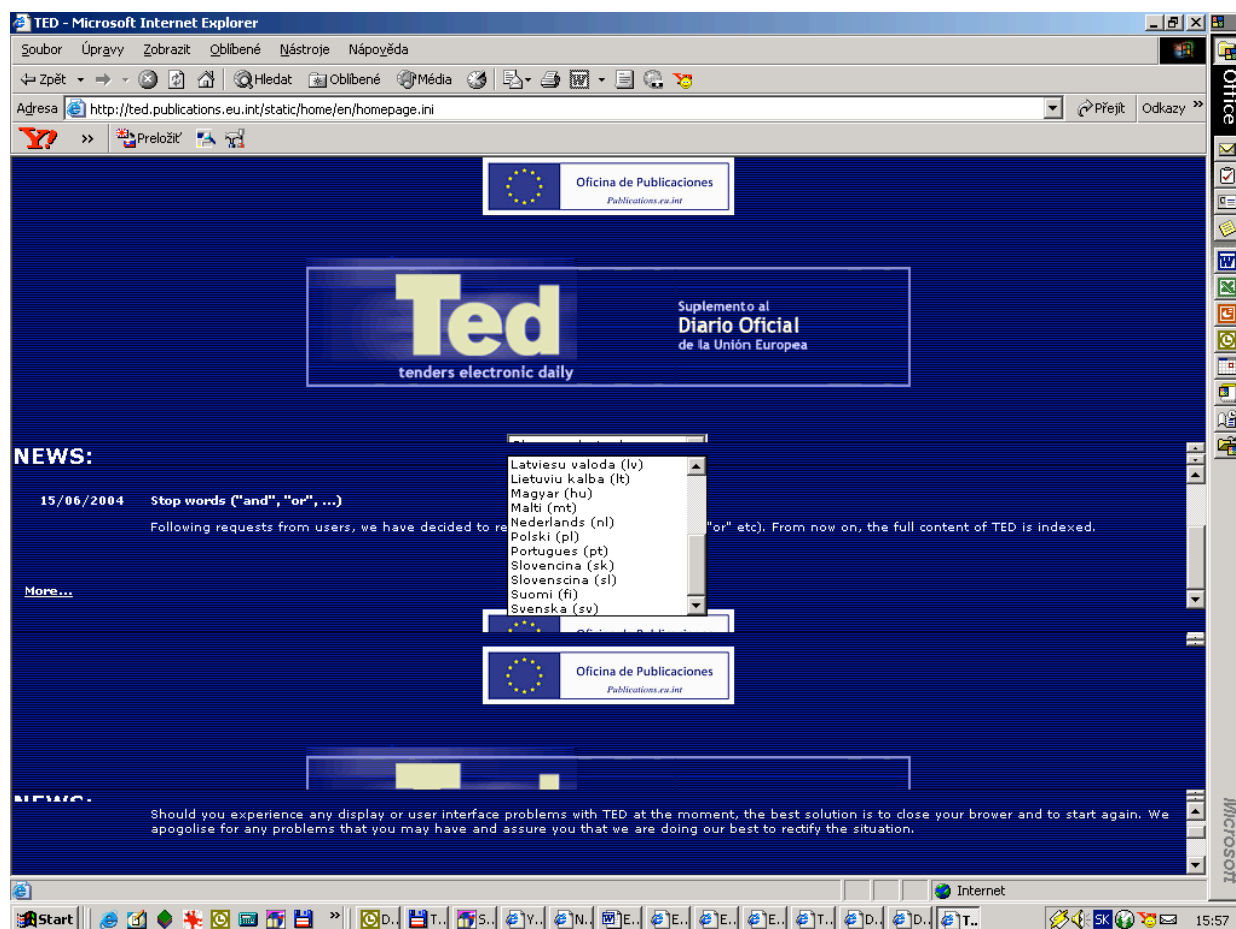 TED - Microsoft Internet Explorer
Soubor Úpravy Zobrazit Oblíbené Nástroje Nápověda
Zpět Hledat Oblíbené Média
Adresa http://ted.publications.eu.int/static/home/en/homepage.ini Přejít Odkazy »
Y! » Preložiť
Office
Oficina de Publicaciones
Publications.eu.int
Ted
tenders electronic daily
Suplemento al
Diario Oficial
de la Unión Europea
NEWS:
15/06/2004 Stop words ("and", "or", ...)
Following requests from users, we have decided to re "or" etc). From now on, the full content of TED is indexed.
More...
Latviesu valoda (lv)
Lietuviu kalba (lt)
Magyar (hu)
Malti (mt)
Nederlands (nl)
Polski (pl)
Portugues (pt)
Slovencina (sk)
Slovenscina (sl)
Suomi (fi)
Svenska (sv)
Oficina de Publicaciones
Publications.eu.int
NEWS:
Should you experience any display or user interface problems with TED at the moment, the best solution is to close your brower and to start again. We
apogolise for any problems that you may have and assure you that we are doing our best to rectify the situation.
Microsoft
Internet
Start » D.. T.. S.. Y.. N.. E.. E.. E.. E.. T.. D.. D.. T.. SK 15:57